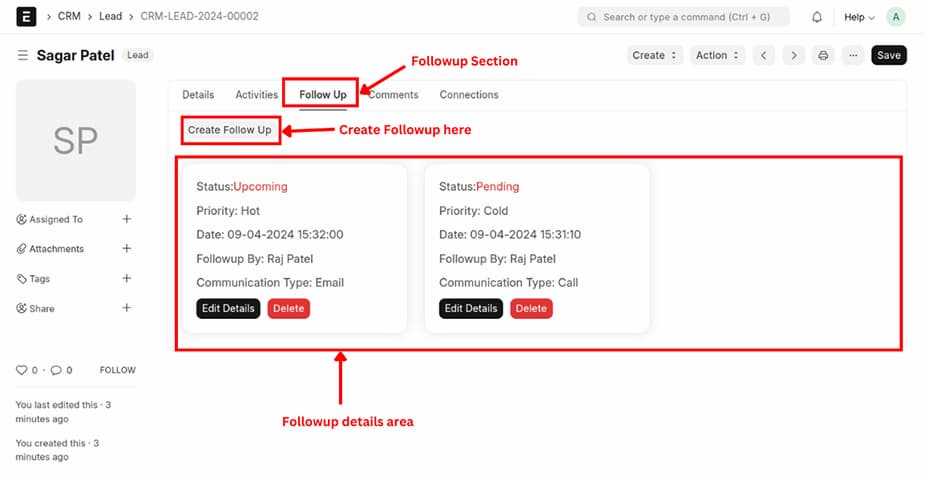 E
CRM
Lead
CRM-LEAD-2024-00002
Search or type a command (Ctrl + G)
Help
A
Sagar Patel
Lead
Create
Action
...
Save
Followup Section
Details
Activities
Follow Up
Comments
Connections
Create Follow Up
Create Followup here
SP
Status:Upcoming
Priority: Hot
Date: 09-04-2024 15:32:00
Followup By: Raj Patel
Communication Type: Email
Edit Details
Delete
Status:Pending
Priority: Cold
Date: 09-04-2024 15:31:10
Followup By: Raj Patel
Communication Type: Call
Edit Details
Delete
Assigned To
Attachments
Tags
Share
0 · 0
FOLLOW
You last edited this · 3
minutes ago
You created this · 3
minutes ago
Followup details area